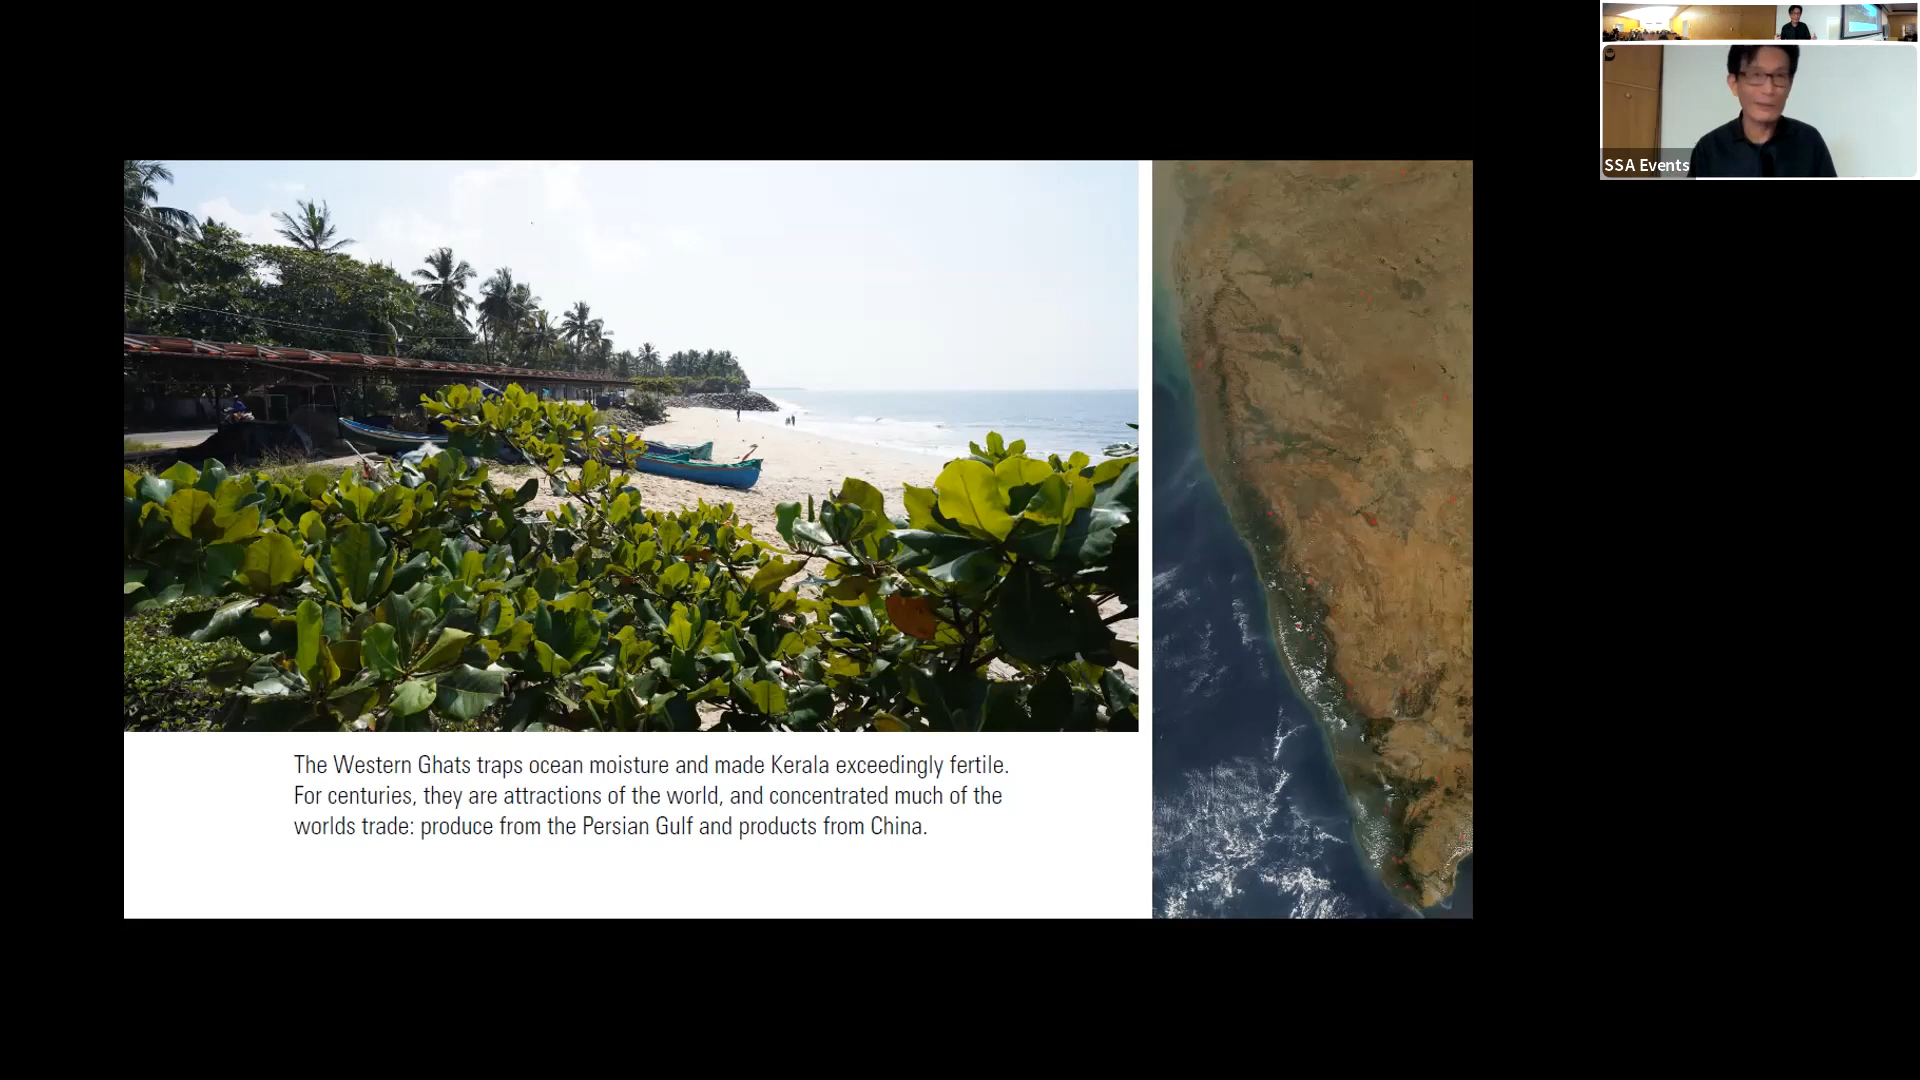 SSA Events
The Western Ghats traps ocean moisture and made Kerala exceedingly fertile.
For centuries, they are attractions of the world, and concentrated much of the
worlds trade: produce from the Persian Gulf and products from China.